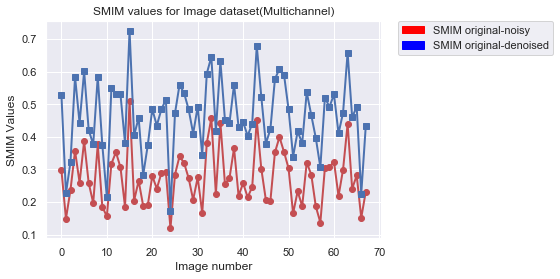 SMIM values for Image dataset(Multichannel)
SMIM original-noisy
SMIM original-denoised
SMIM Values
0.7
0.6
0.5
0.4
0.3
0.2
0.1
0 10 20 30 40 50 60 70
Image number